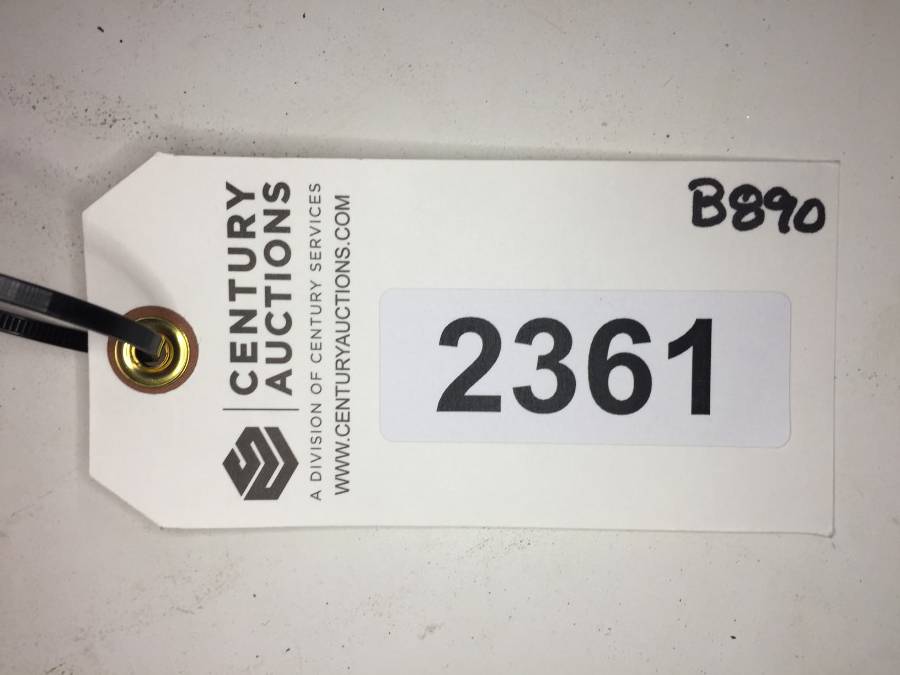 CENTURY
AUCTIONS
A DIVISION OF CENTURY SERVICES
WWW.CENTURYAUCTIONS.COM
B890
2361